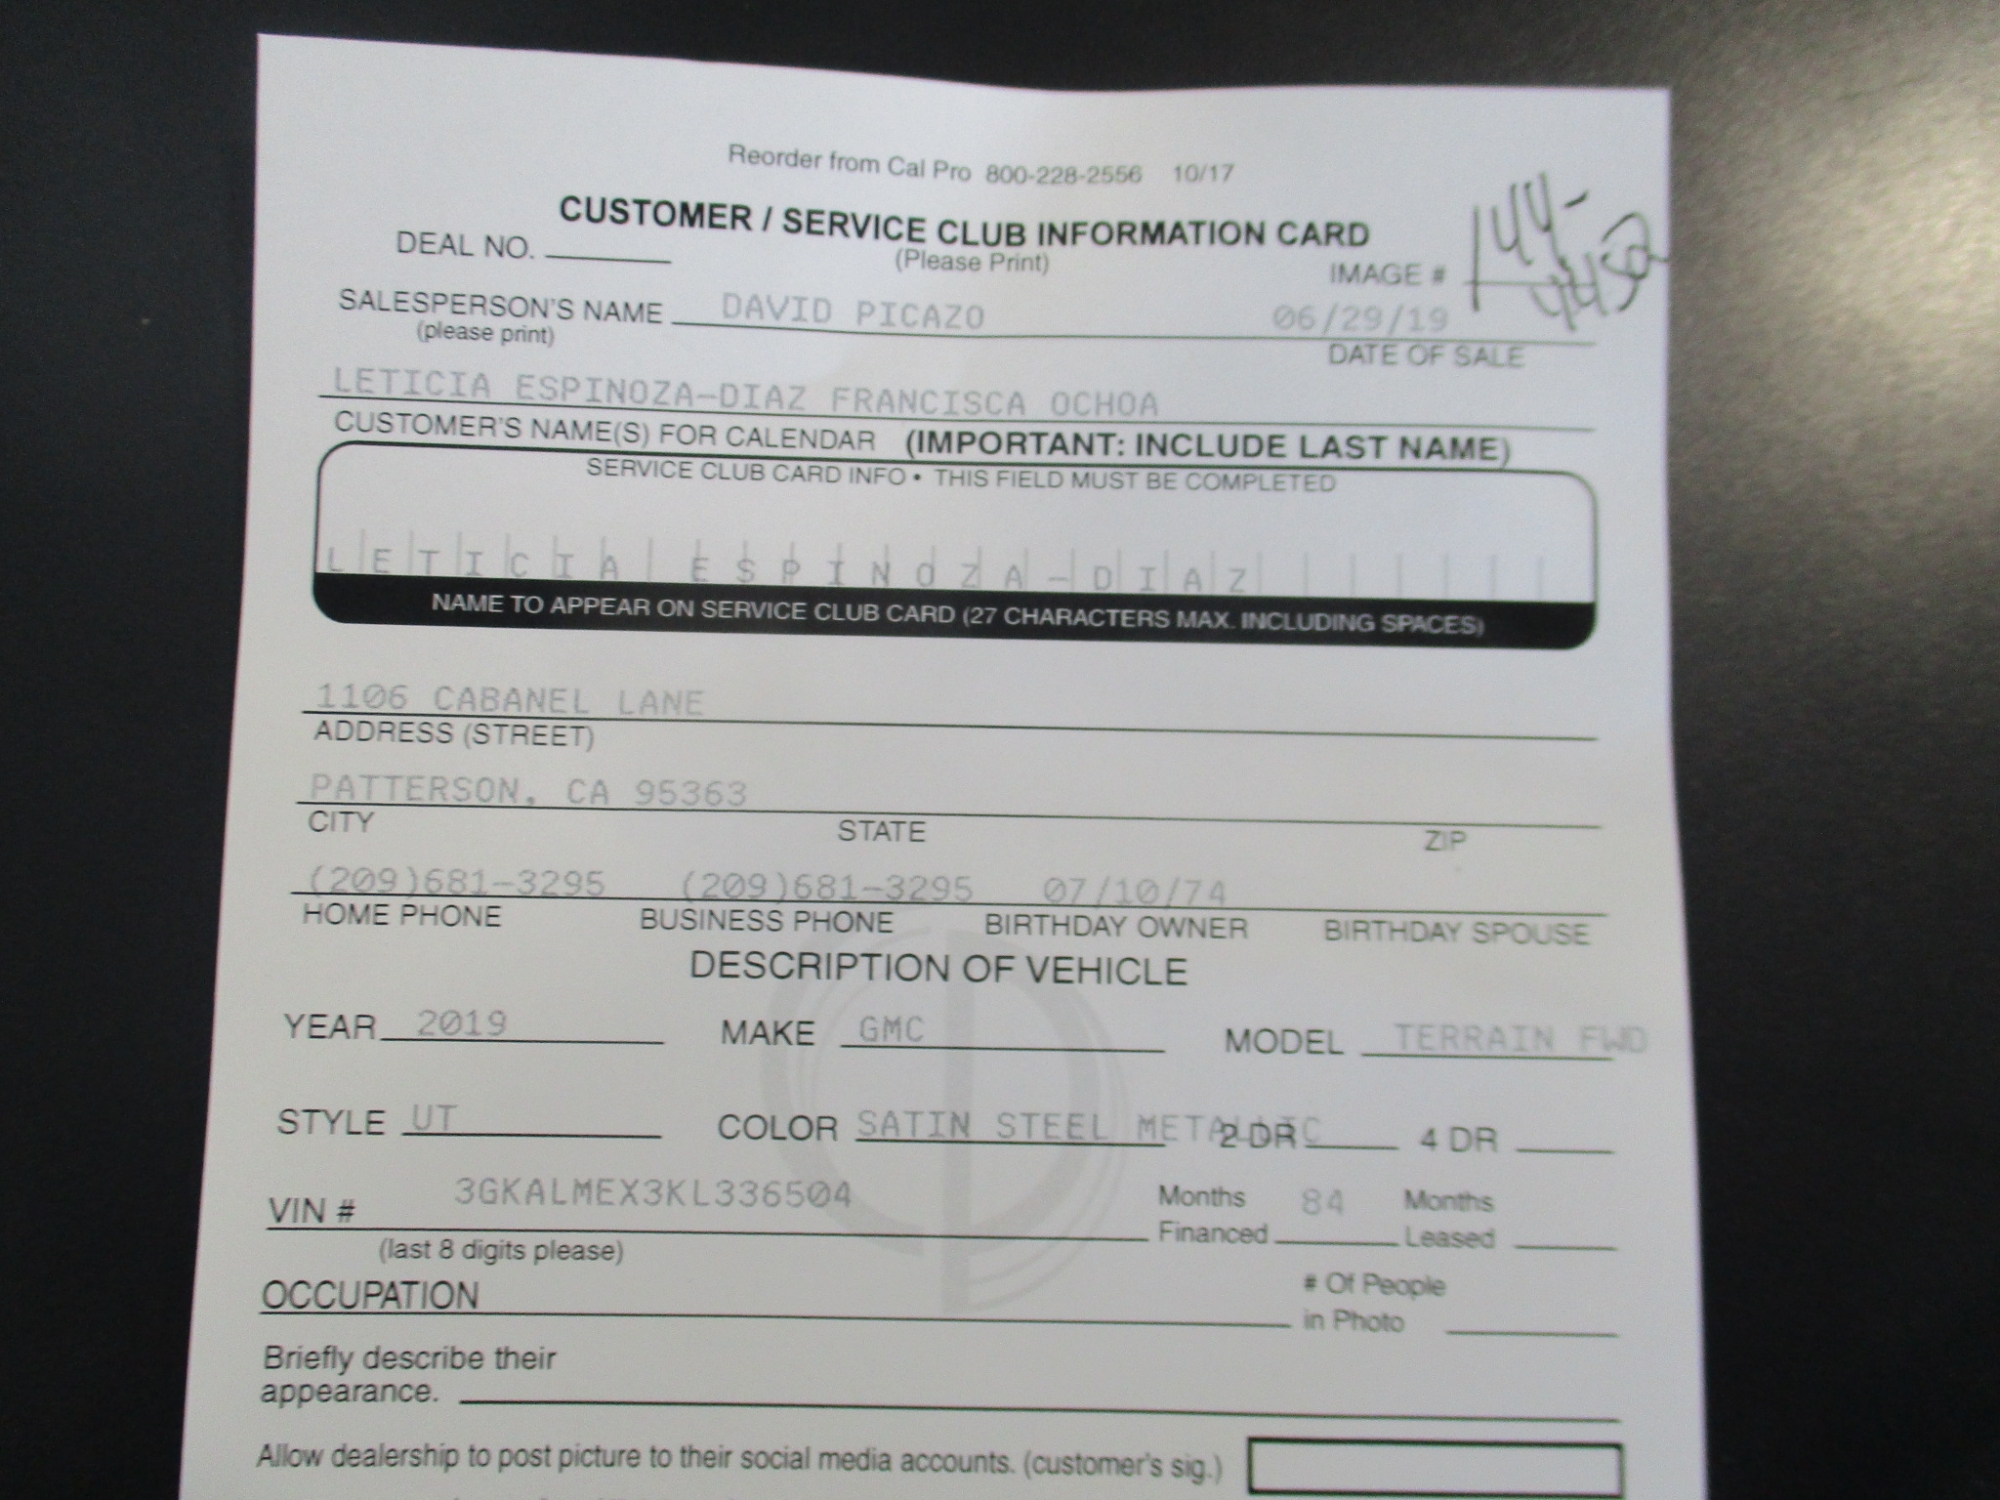 Reorder from Cal Pro 800-228-2556 10/17
CUSTOMER / SERVICE CLUB INFORMATION CARD
(Please Print)
DEAL NO.
IMAGE # 144-
4452
SALESPERSON'S NAME DAVID PICAZO 06/29/19
(please print) DATE OF SALE
LETICIA ESPINOZA-DIAZ FRANCISCA OCHOA
CUSTOMER'S NAME(S) FOR CALENDAR (IMPORTANT: INCLUDE LAST NAME)
SERVICE CLUB CARD INFO • THIS FIELD MUST BE COMPLETED
LETICIA ESPINOZA-DIAZ
NAME TO APPEAR ON SERVICE CLUB CARD (27 CHARACTERS MAX. INCLUDING SPACES)
1106 CABANEL LANE
ADDRESS (STREET)
PATTERSON, CA 95363
CITY STATE ZIP
(209)681-3295 (209)681-3295 07/10/74
HOME PHONE BUSINESS PHONE BIRTHDAY OWNER BIRTHDAY SPOUSE
DESCRIPTION OF VEHICLE
YEAR 2019 MAKE GMC MODEL TERRAIN FWD
STYLE UT COLOR SATIN STEEL METALLIC 2 DR 4 DR
VIN # 3GKALMEX3KL336504 Months Financed 84 Months Leased
(last 8 digits please)
OCCUPATION # Of People in Photo
Briefly describe their
appearance.
Allow dealership to post picture to their social media accounts. (customer's sig.)